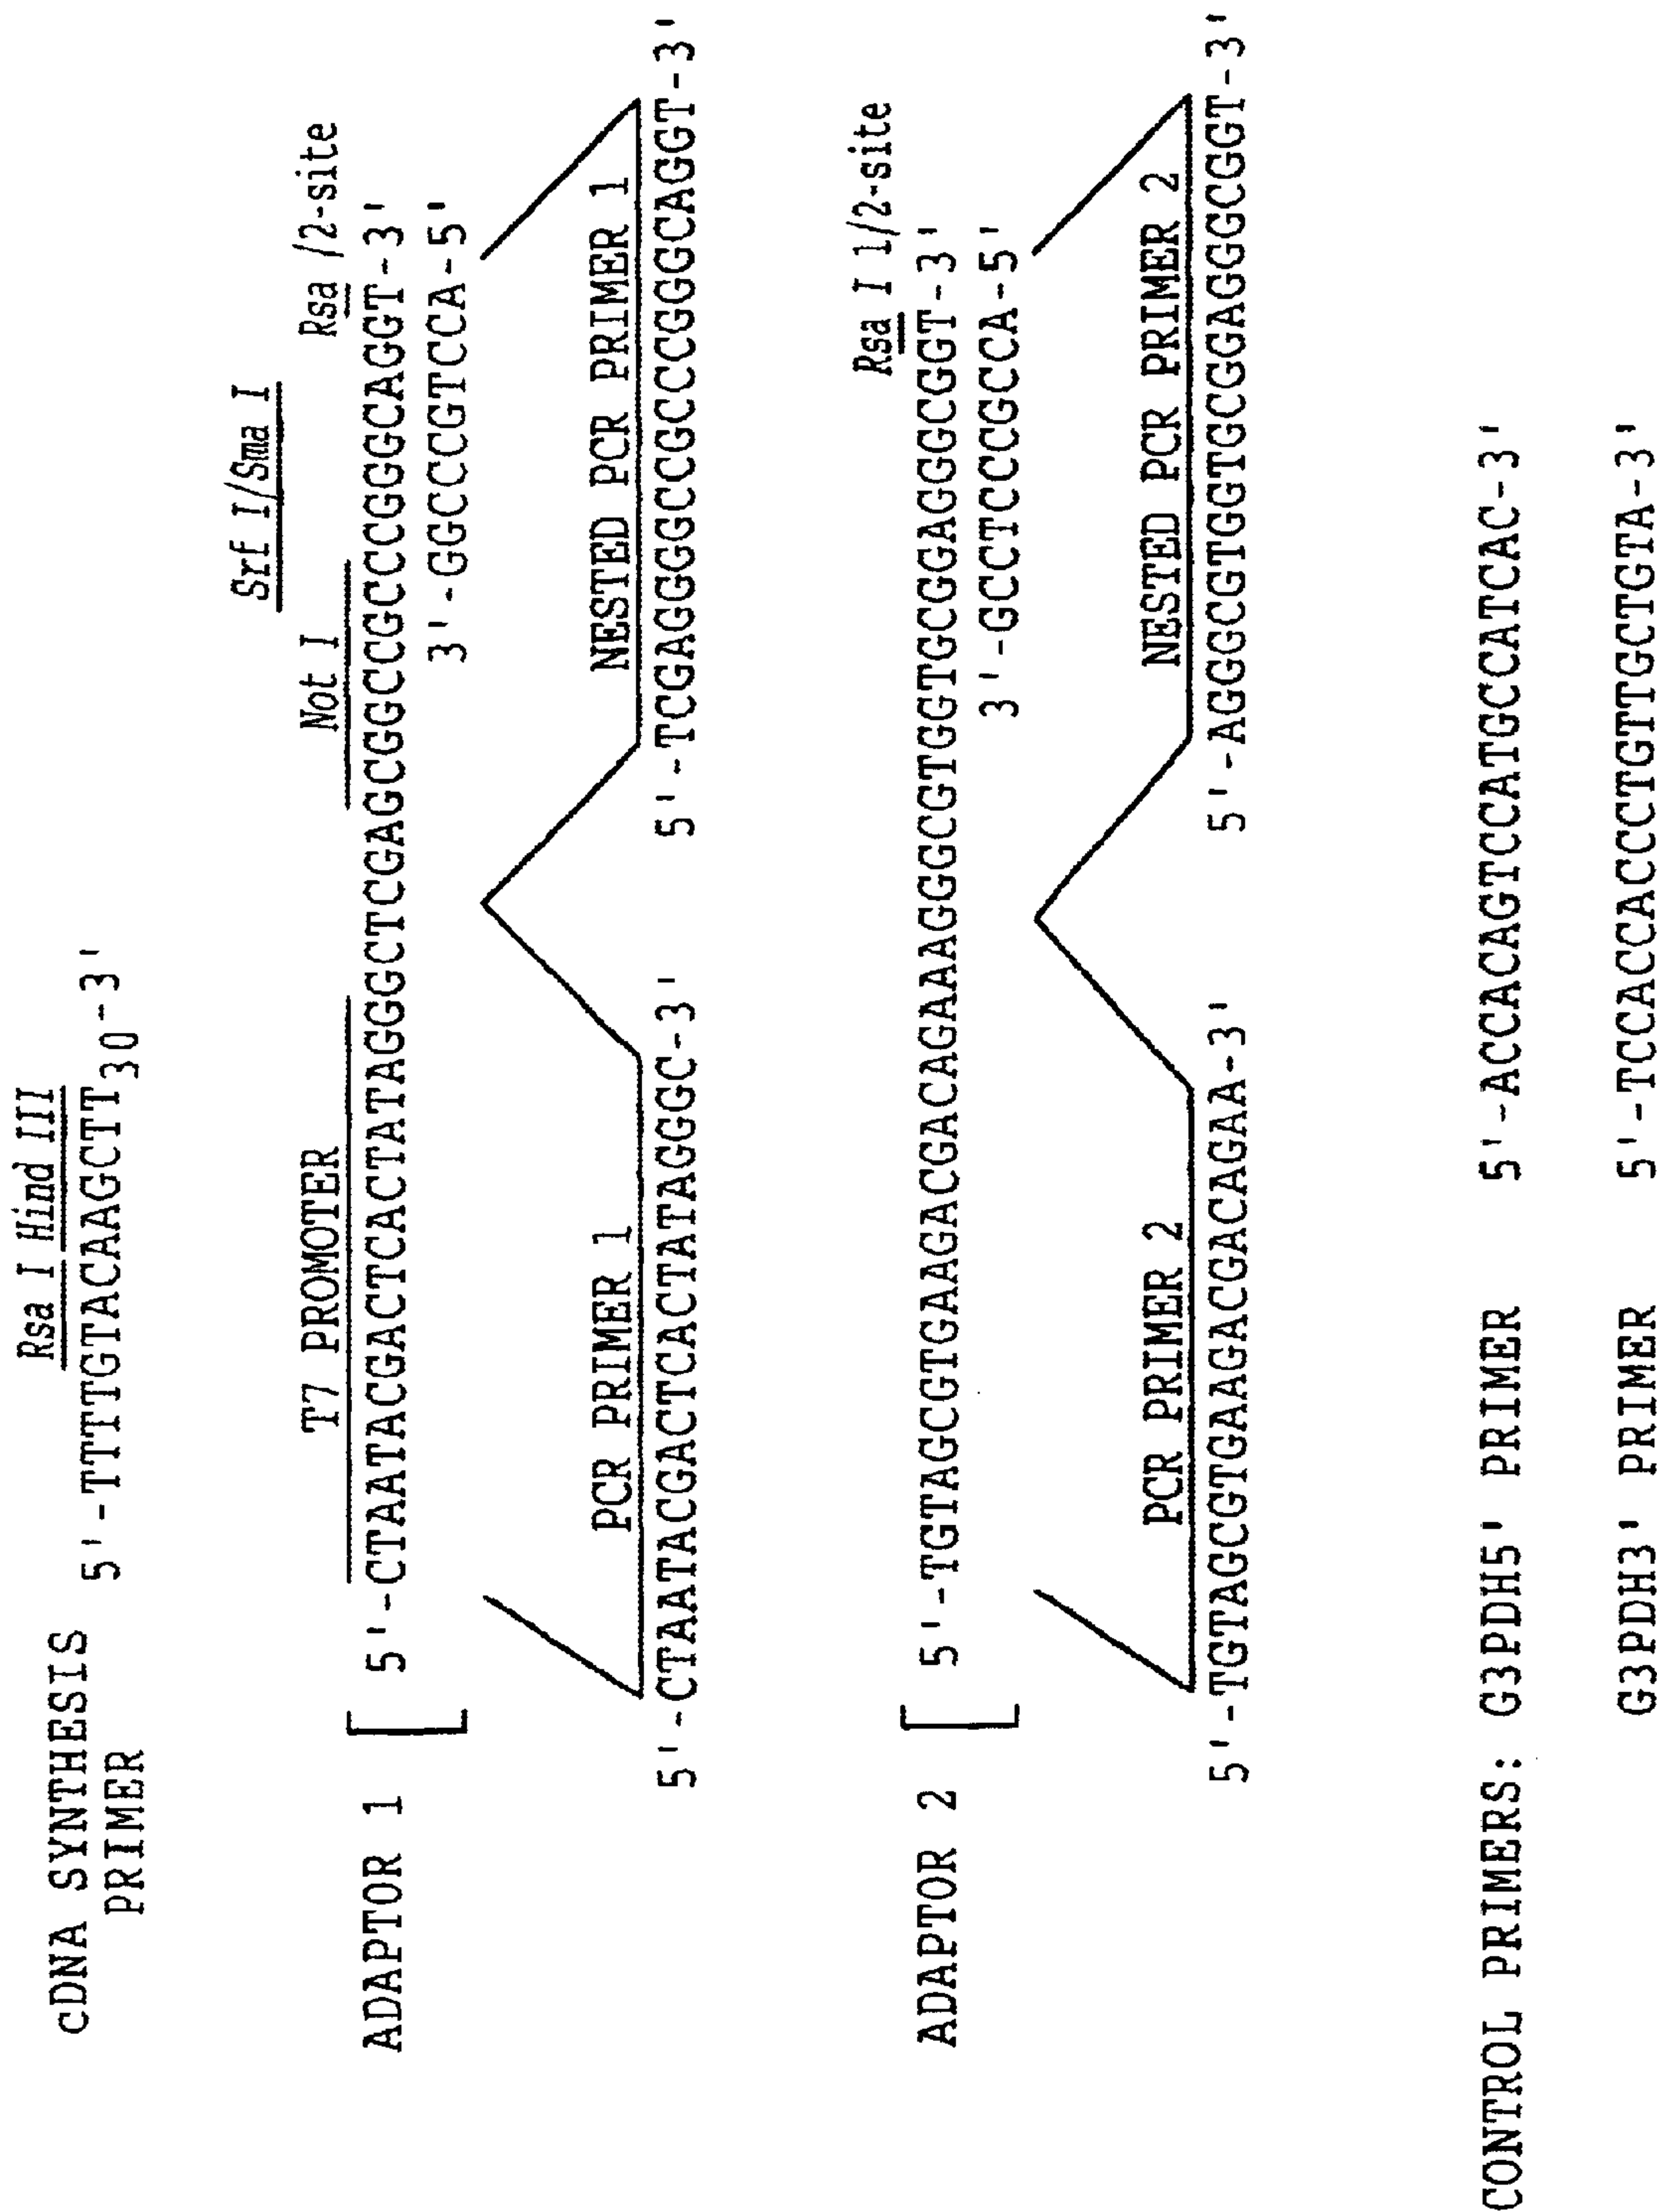 Rsa I Hind III
cDNA SYNTHESIS 5'-TTTTGTACAAGCTT30-3'
PRIMER
Srf I/Sma I
T7 PROMOTER Not I Rsa /2-site
ADAPTOR 1 [ 5'-CTAATACGACTCACTATAGGGCTCGAGCGGCCGCCCGGGCAGGT-3'
3'-GGCCCGTCCA-5'
PCR PRIMER 1 NESTED PCR PRIMER 1
5'-CTAATACGACTCACTATAGGGC-3' 5'-TCGAGGGGCCGCCCGGGCAGGT-3'
Rsa I 1/2-site
ADAPTOR 2 [ 5'-TGTAGCGTGAAGACGACAGAAAGGGCGTGGTGCGGAGGGCGGT-3'
3'-GCCTCCCGCCA-5'
PCR PRIMER 2 NESTED PCR PRIMER 2
5'-TGTAGCGTGAAGACGACAGAA-3' 5'-AGGGCGTGGTGCGGAGGGCGGT-3'
CONTROL PRIMERS: G3PDH5' PRIMER 5'-ACCACAGTCCATGCCATCAC-3'
G3PDH3' PRIMER 5'-TCCACCACCCTGTTGCTGTA-3'